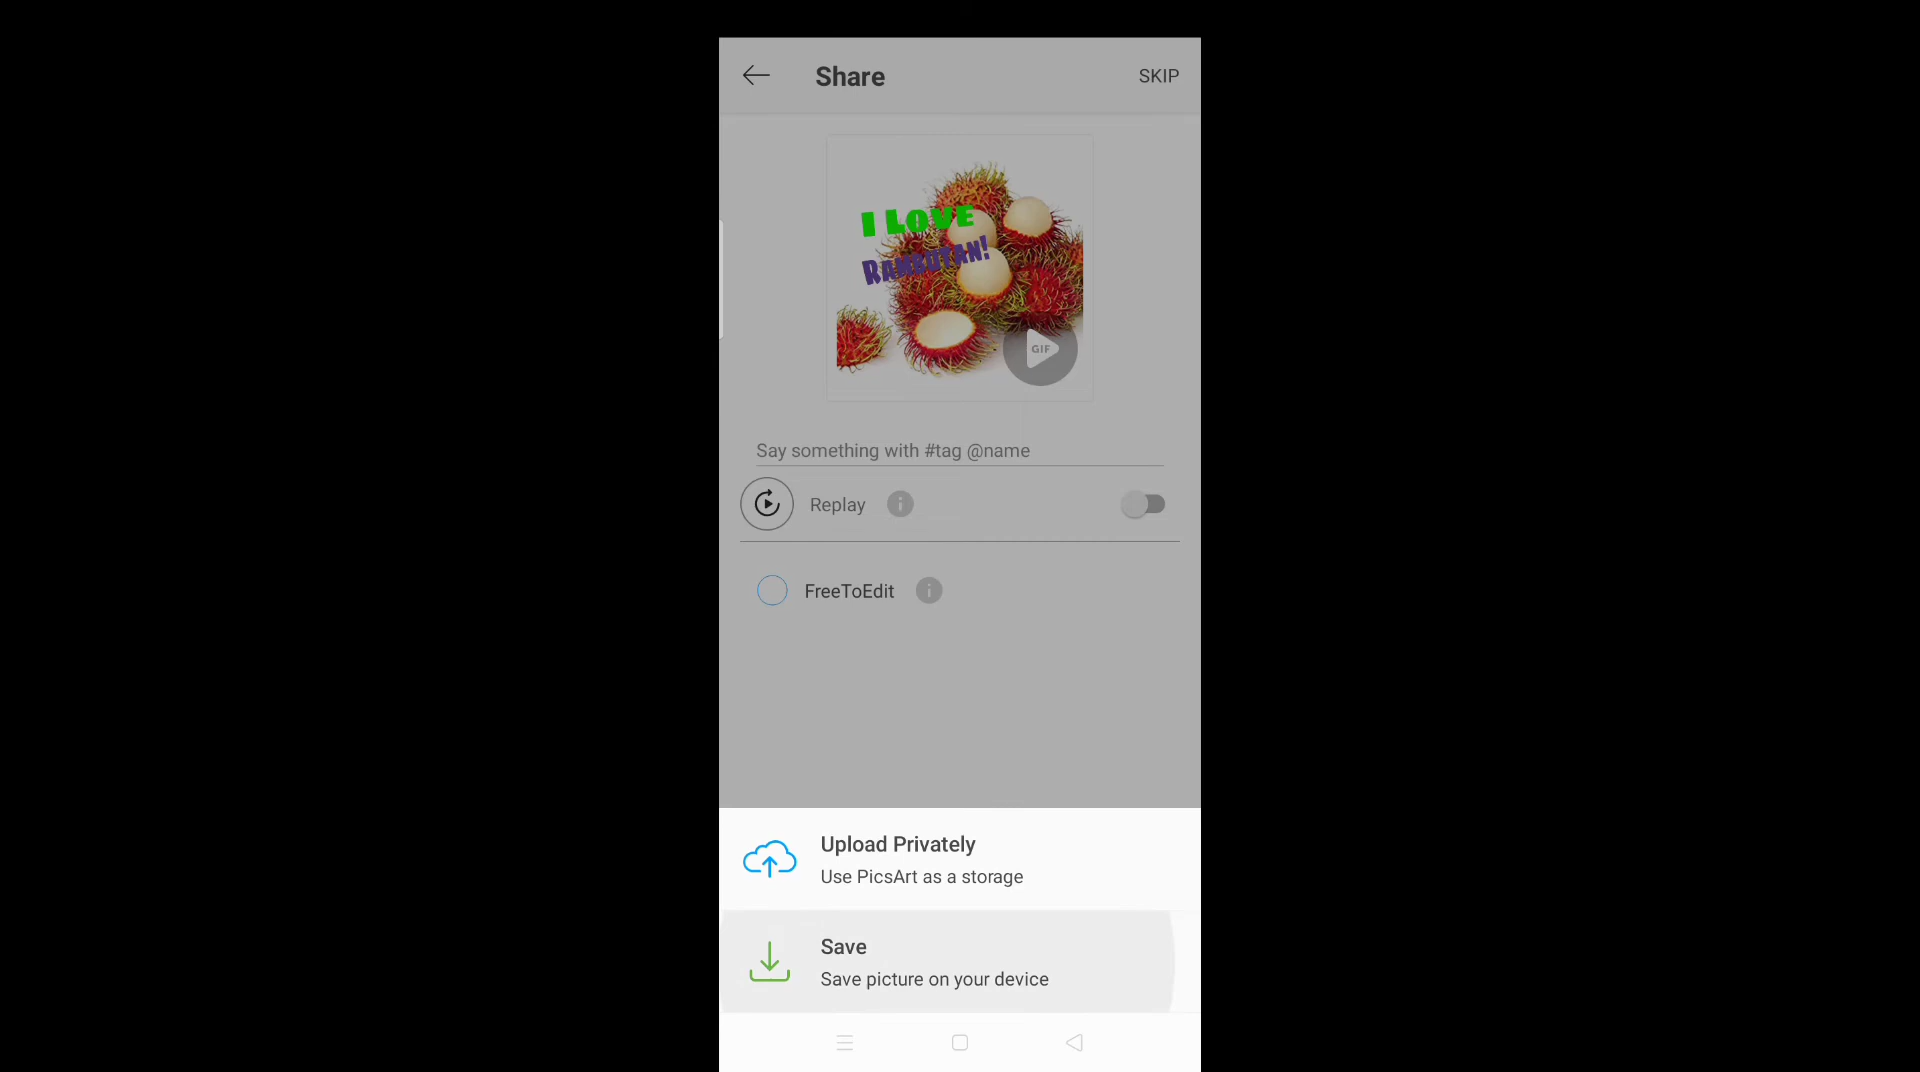 Share
SKIP
I LOVE
RAMBUTAN!
GIF
Say something with #tag @name
Replay
FreeToEdit
Upload Privately
Use PicsArt as a storage
Save
Save picture on your device